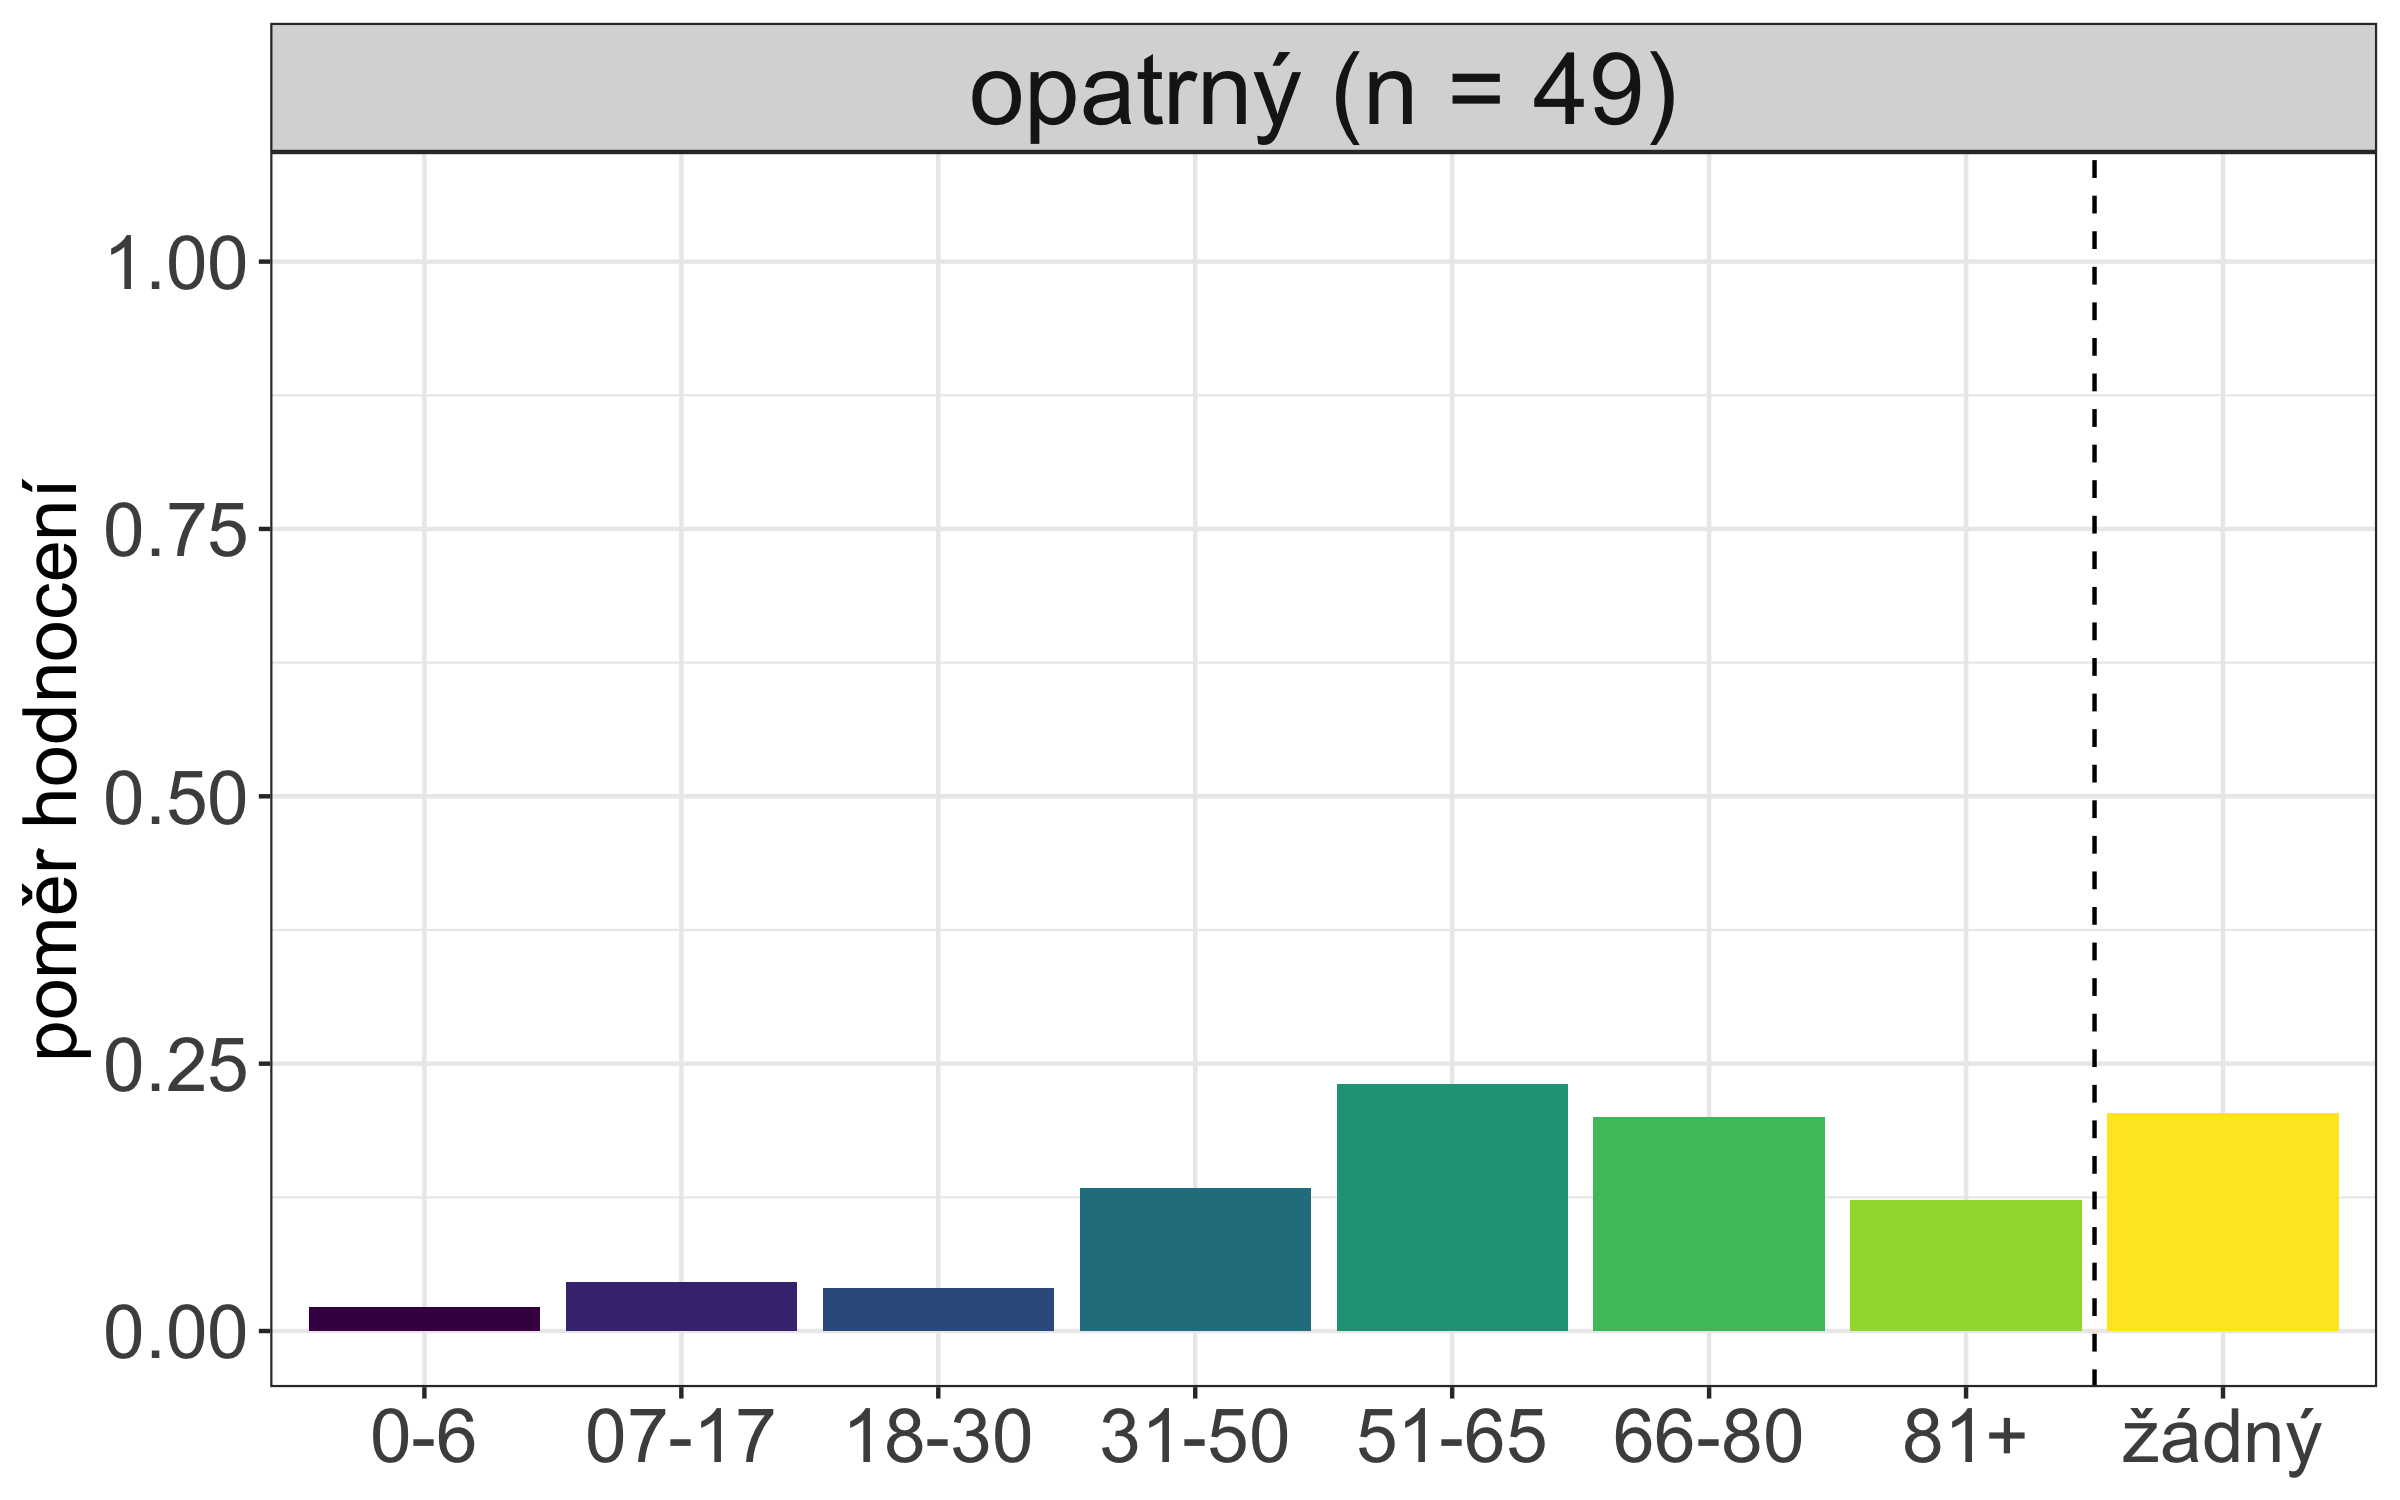 opatrný (n = 49)
poměr hodnocení
1.00
0.75
0.50
0.25
0.00
0-6 07-17 18-30 31-50 51-65 66-80 81+ žádný